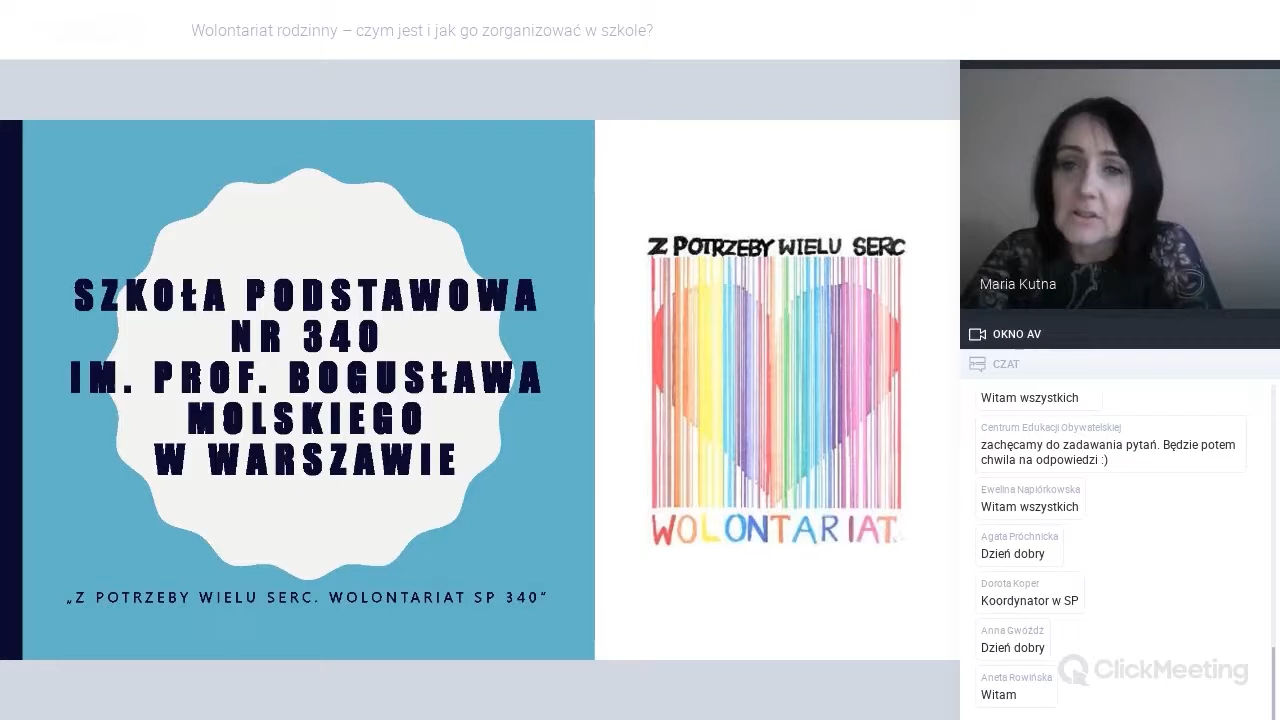 Wolontariat rodzinny – czym jest i jak go zorganizować w szkole?
SZKOŁA PODSTAWOWA
NR 340
IM. PROF. BOGUSŁAWA
MOLSKIEGO
W WARSZAWIE
„Z POTRZEBY WIELU SERC. WOLONTARIAT SP 340”
Z POTRZEBY WIELU SERC
WOLONTARIAT
Maria Kutna
OKNO AV
CZAT
Witam wszystkich
Centrum Edukacji Obywatelskiej
zachęcamy do zadawania pytań. Będzie potem
chwila na odpowiedzi :)
Ewelina Napiórkowska
Witam wszystkich
Agata Próchnicka
Dzień dobry
Dorota Koper
Koordynator w SP
Anna Gwóźdź
Dzień dobry
Aneta Rowińska
Witam
ClickMeeting